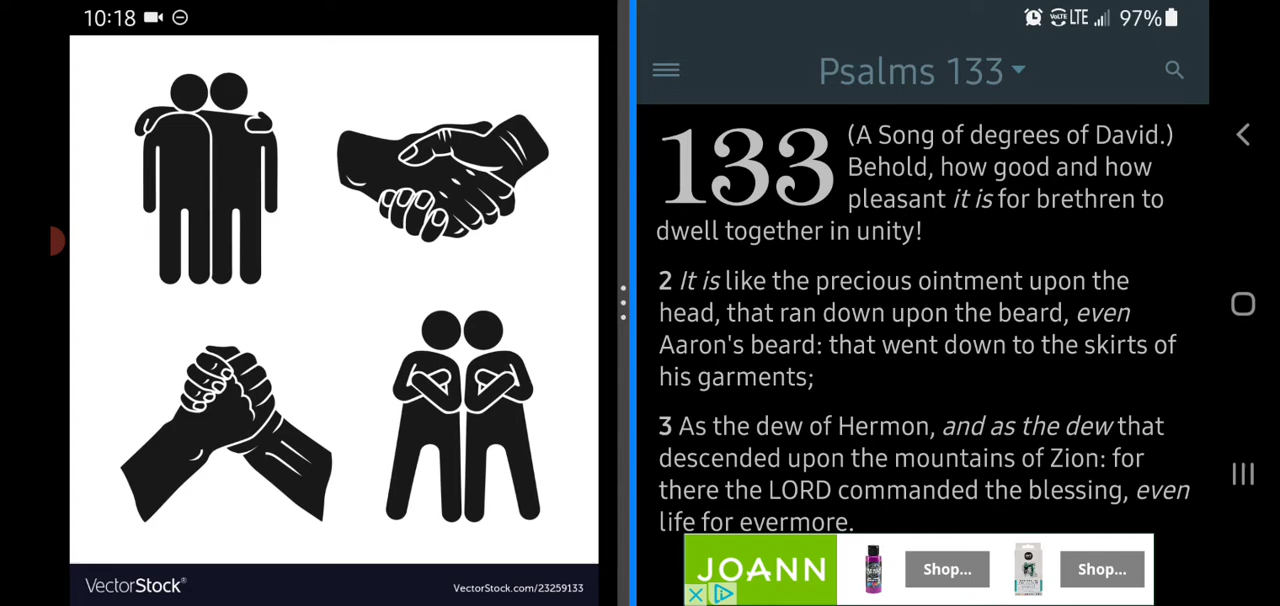 10:18
VectorStock®
VectorStock.com/23259133
VoLTE LTE 97%
Psalms 133
133 (A Song of degrees of David.)
Behold, how good and how
pleasant it is for brethren to
dwell together in unity!
2 It is like the precious ointment upon the
head, that ran down upon the beard, even
Aaron's beard: that went down to the skirts of
his garments;
3 As the dew of Hermon, and as the dew that
descended upon the mountains of Zion: for
there the LORD commanded the blessing, even
life for evermore.
JOANN
Shop...
Shop...